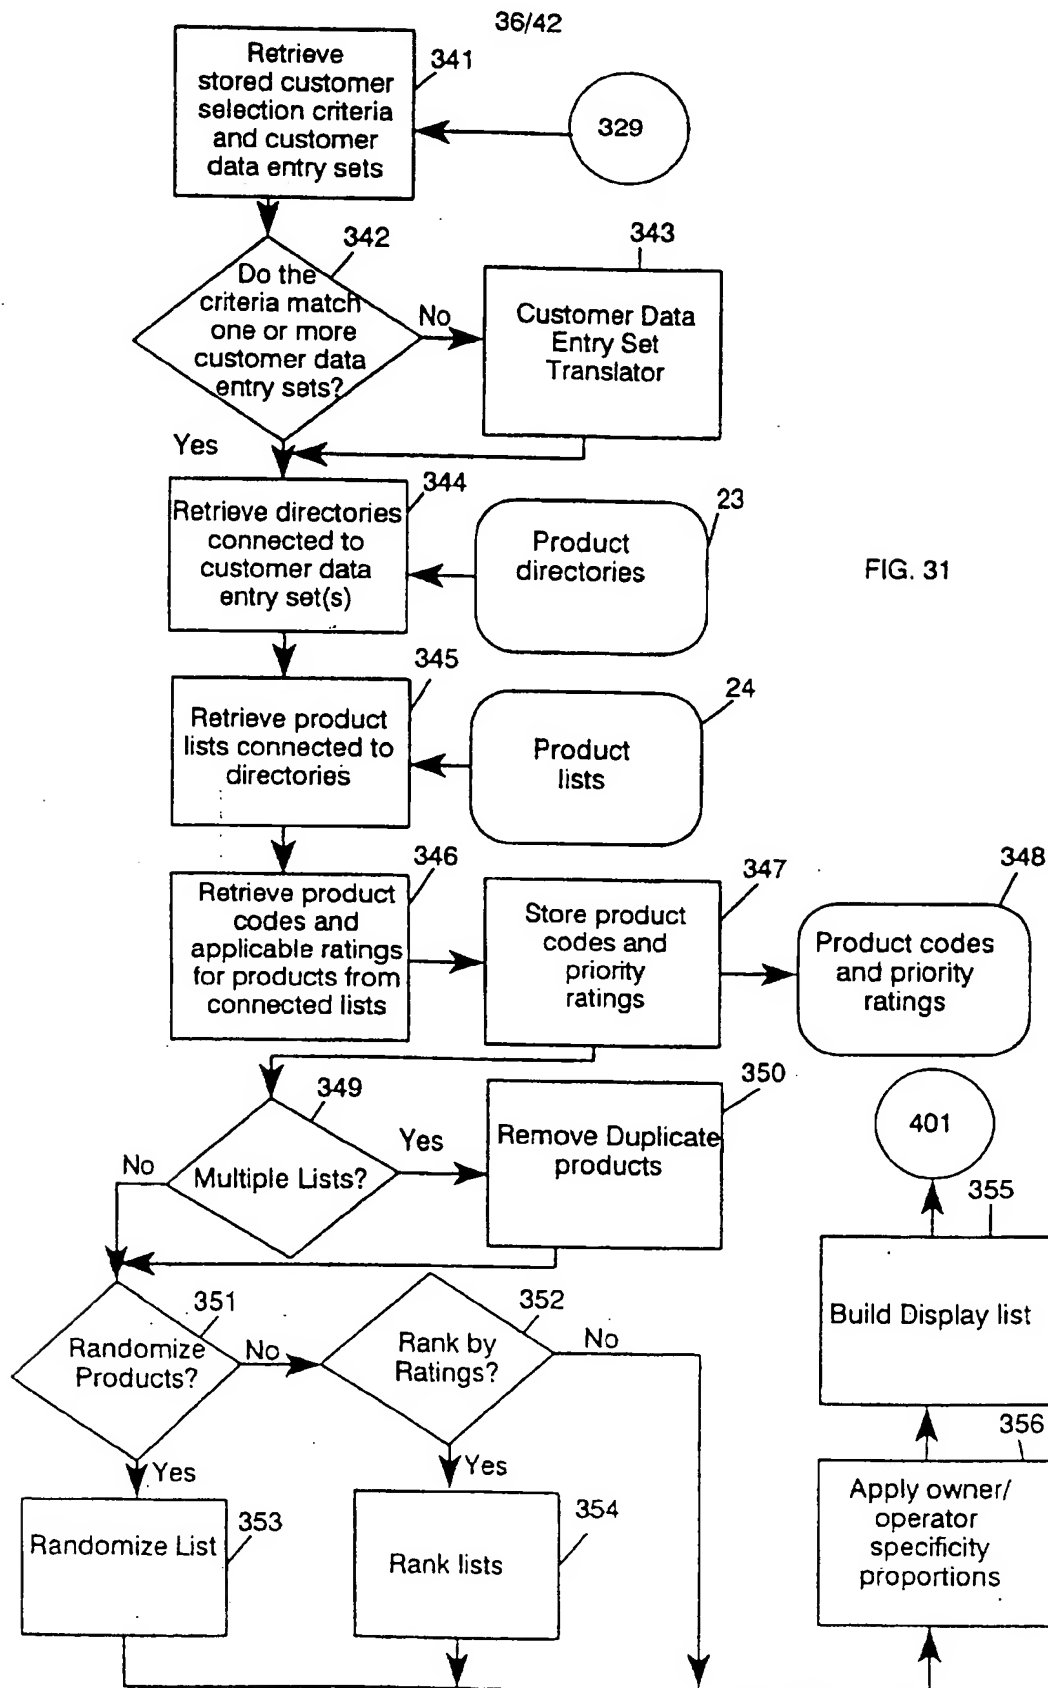 36/42
Retrieve
stored customer
selection criteria
and customer
data entry sets
341
329
342
Do the
criteria match
one or more
customer data
entry sets?
No
343
Customer Data
Entry Set
Translator
Yes
344
Retrieve directories
connected to
customer data
entry set(s)
23
Product
directories
FIG. 31
345
Retrieve product
lists connected to
directories
24
Product
lists
346
Retrieve product
codes and
applicable ratings
for products from
connected lists
347
Store product
codes and
priority
ratings
348
Product codes
and priority
ratings
349
Multiple Lists?
Yes
No
350
Remove Duplicate
products
401
355
Build Display list
351
Randomize
Products?
No
352
Rank by
Ratings?
No
Yes
Yes
353
Randomize List
354
Rank lists
356
Apply owner/
operator
specificity
proportions